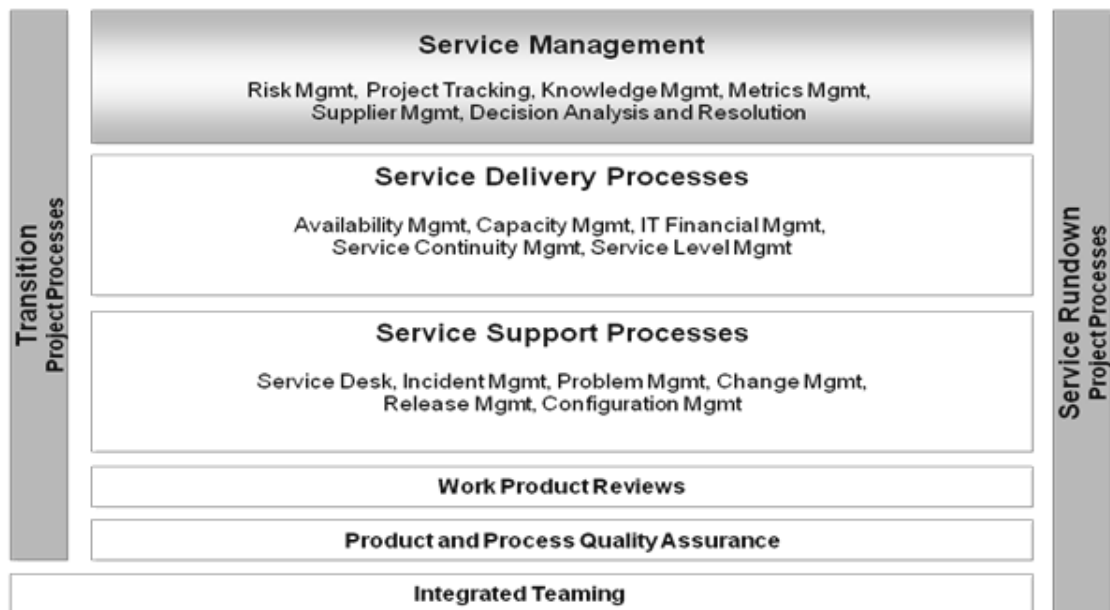 Transition
Project Processes
Service Management
Risk Mgmt, Project Tracking, Knowledge Mgmt, Metrics Mgmt,
Supplier Mgmt, Decision Analysis and Resolution
Service Delivery Processes
Availability Mgmt, Capacity Mgmt, IT Financial Mgmt,
Service Continuity Mgmt, Service Level Mgmt
Service Support Processes
Service Desk, Incident Mgmt, Problem Mgmt, Change Mgmt,
Release Mgmt, Configuration Mgmt
Work Product Reviews
Product and Process Quality Assurance
Integrated Teaming
Service Rundown
Project Processes